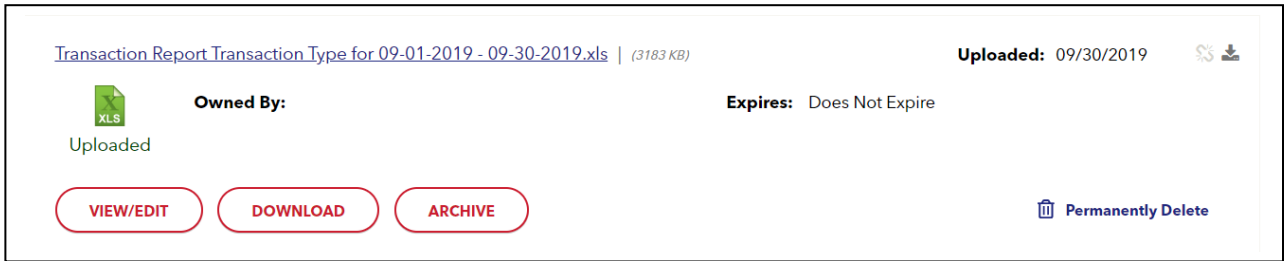 Transaction Report Transaction Type for 09-01-2019 - 09-30-2019.xls | (3183 KB) Uploaded: 09/30/2019
X
XLS
Owned By: Expires: Does Not Expire
Uploaded
VIEW/EDIT DOWNLOAD ARCHIVE Permanently Delete